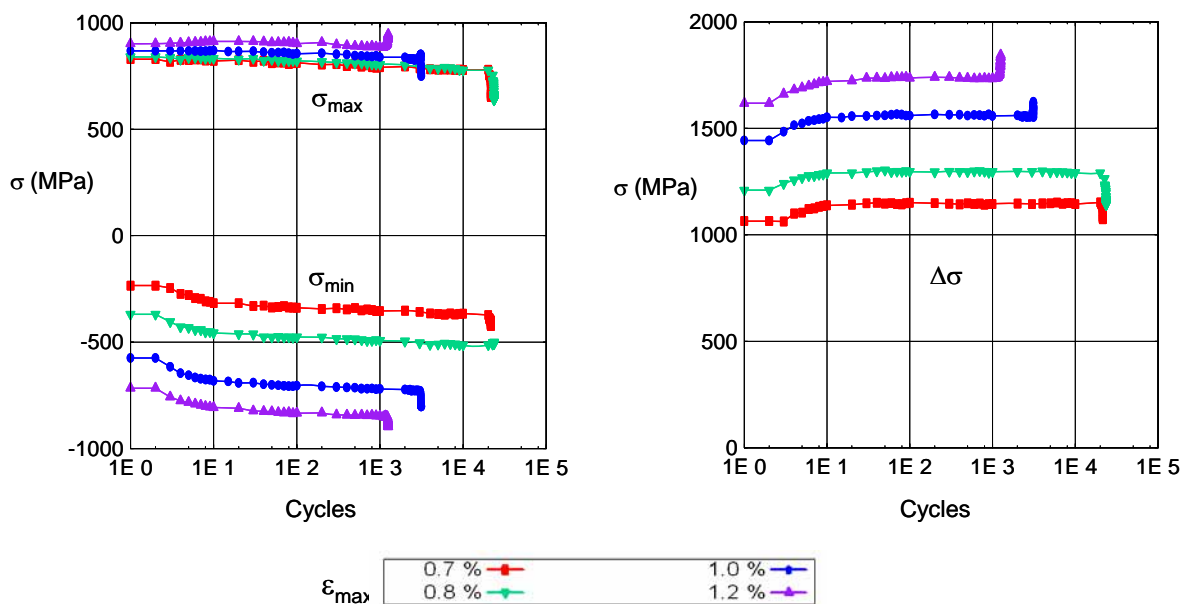 1000
500
0
-500
-1000
σ (MPa)
σmax
σmin
1E 0 1E 1 1E 2 1E 3 1E 4 1E 5
Cycles
2000
1500
1000
500
0
σ (MPa)
Δσ
1E 0 1E 1 1E 2 1E 3 1E 4 1E 5
Cycles
εmax
0.7 % 1.0 %
0.8 % 1.2 %